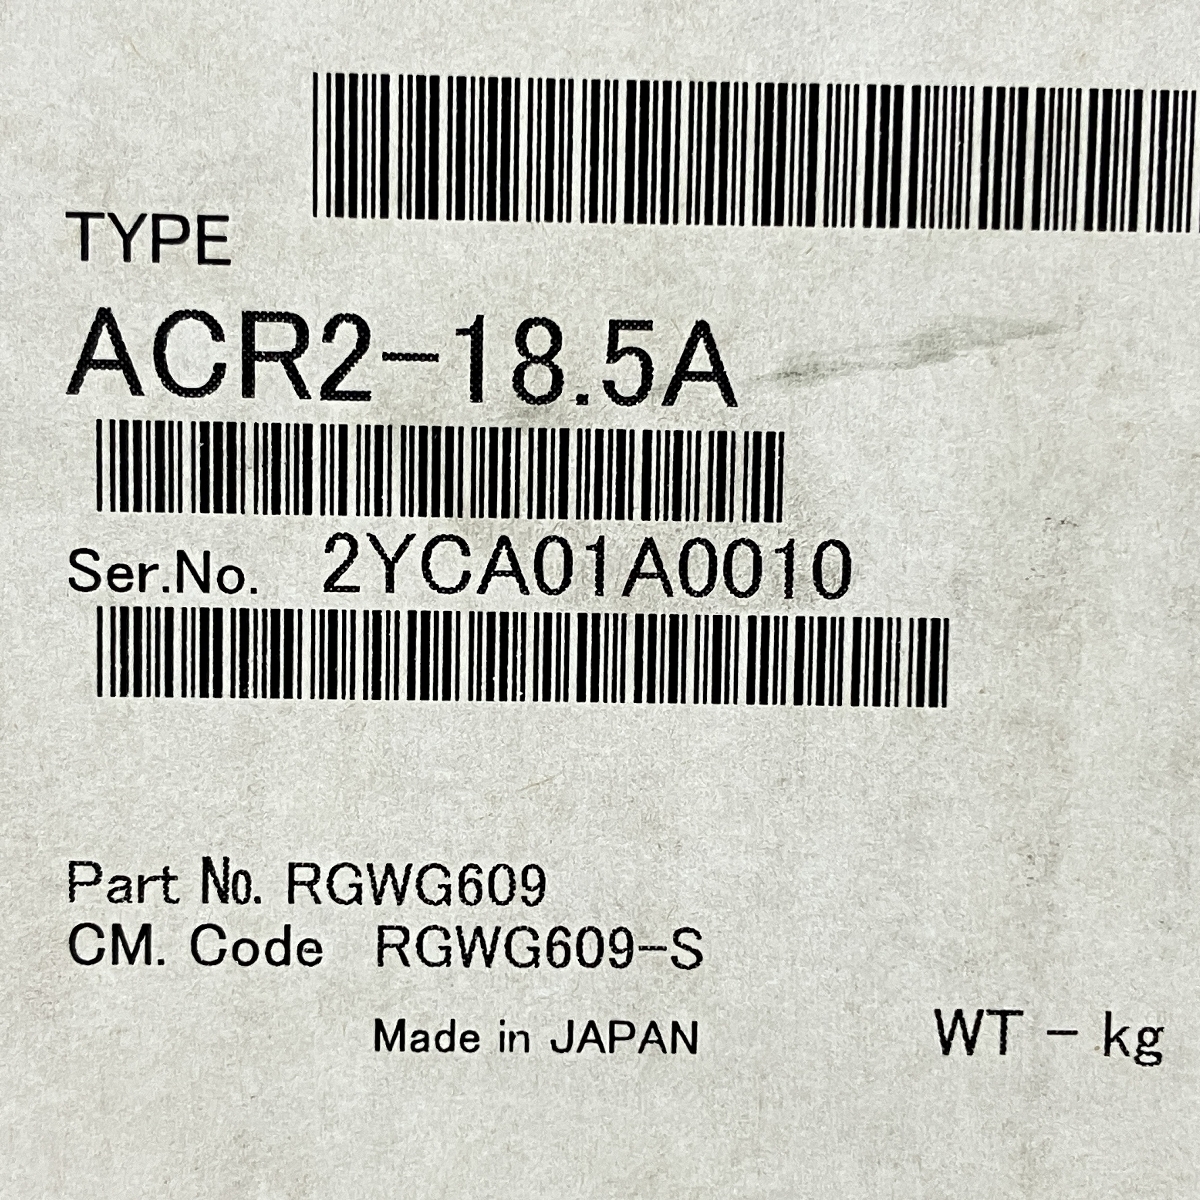 TYPE
ACR2-18.5A
Ser.No. 2YCA01A0010
Part No. RGWG609
CM. Code RGWG609-S
Made in JAPAN WT - kg